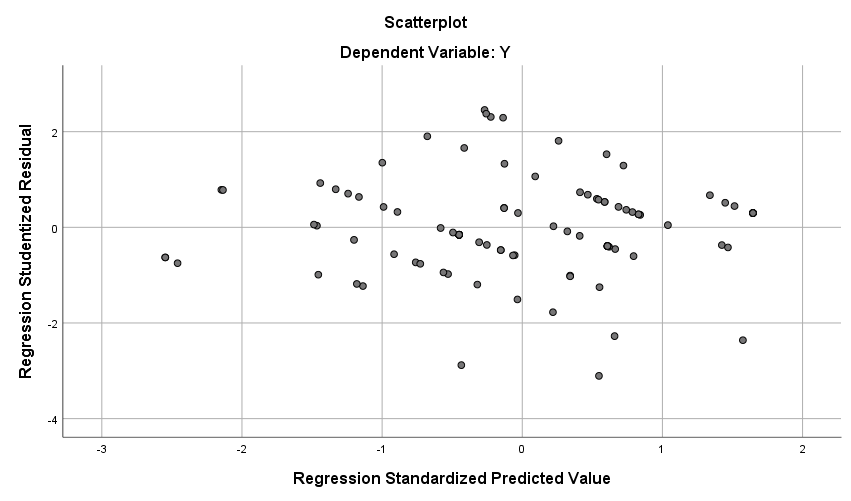 Scatterplot
Dependent Variable: Y
Regression Studentized Residual
2
0
-2
-4
-3
-2
-1
0
1
2
Regression Standardized Predicted Value